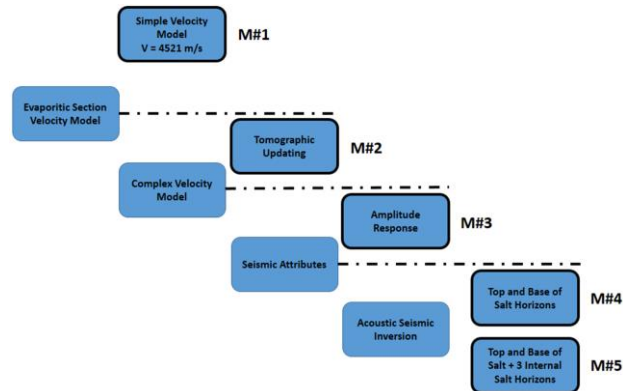 Simple Velocity
Model
V = 4521 m/s
M#1
Evaporitic Section
Velocity Model
Tomographic
Updating
M#2
Complex Velocity
Model
Amplitude
Response
M#3
Seismic Attributes
Top and Base of
Salt Horizons
M#4
Acoustic Seismic
Inversion
Top and Base of
Salt + 3 Internal
Salt Horizons
M#5